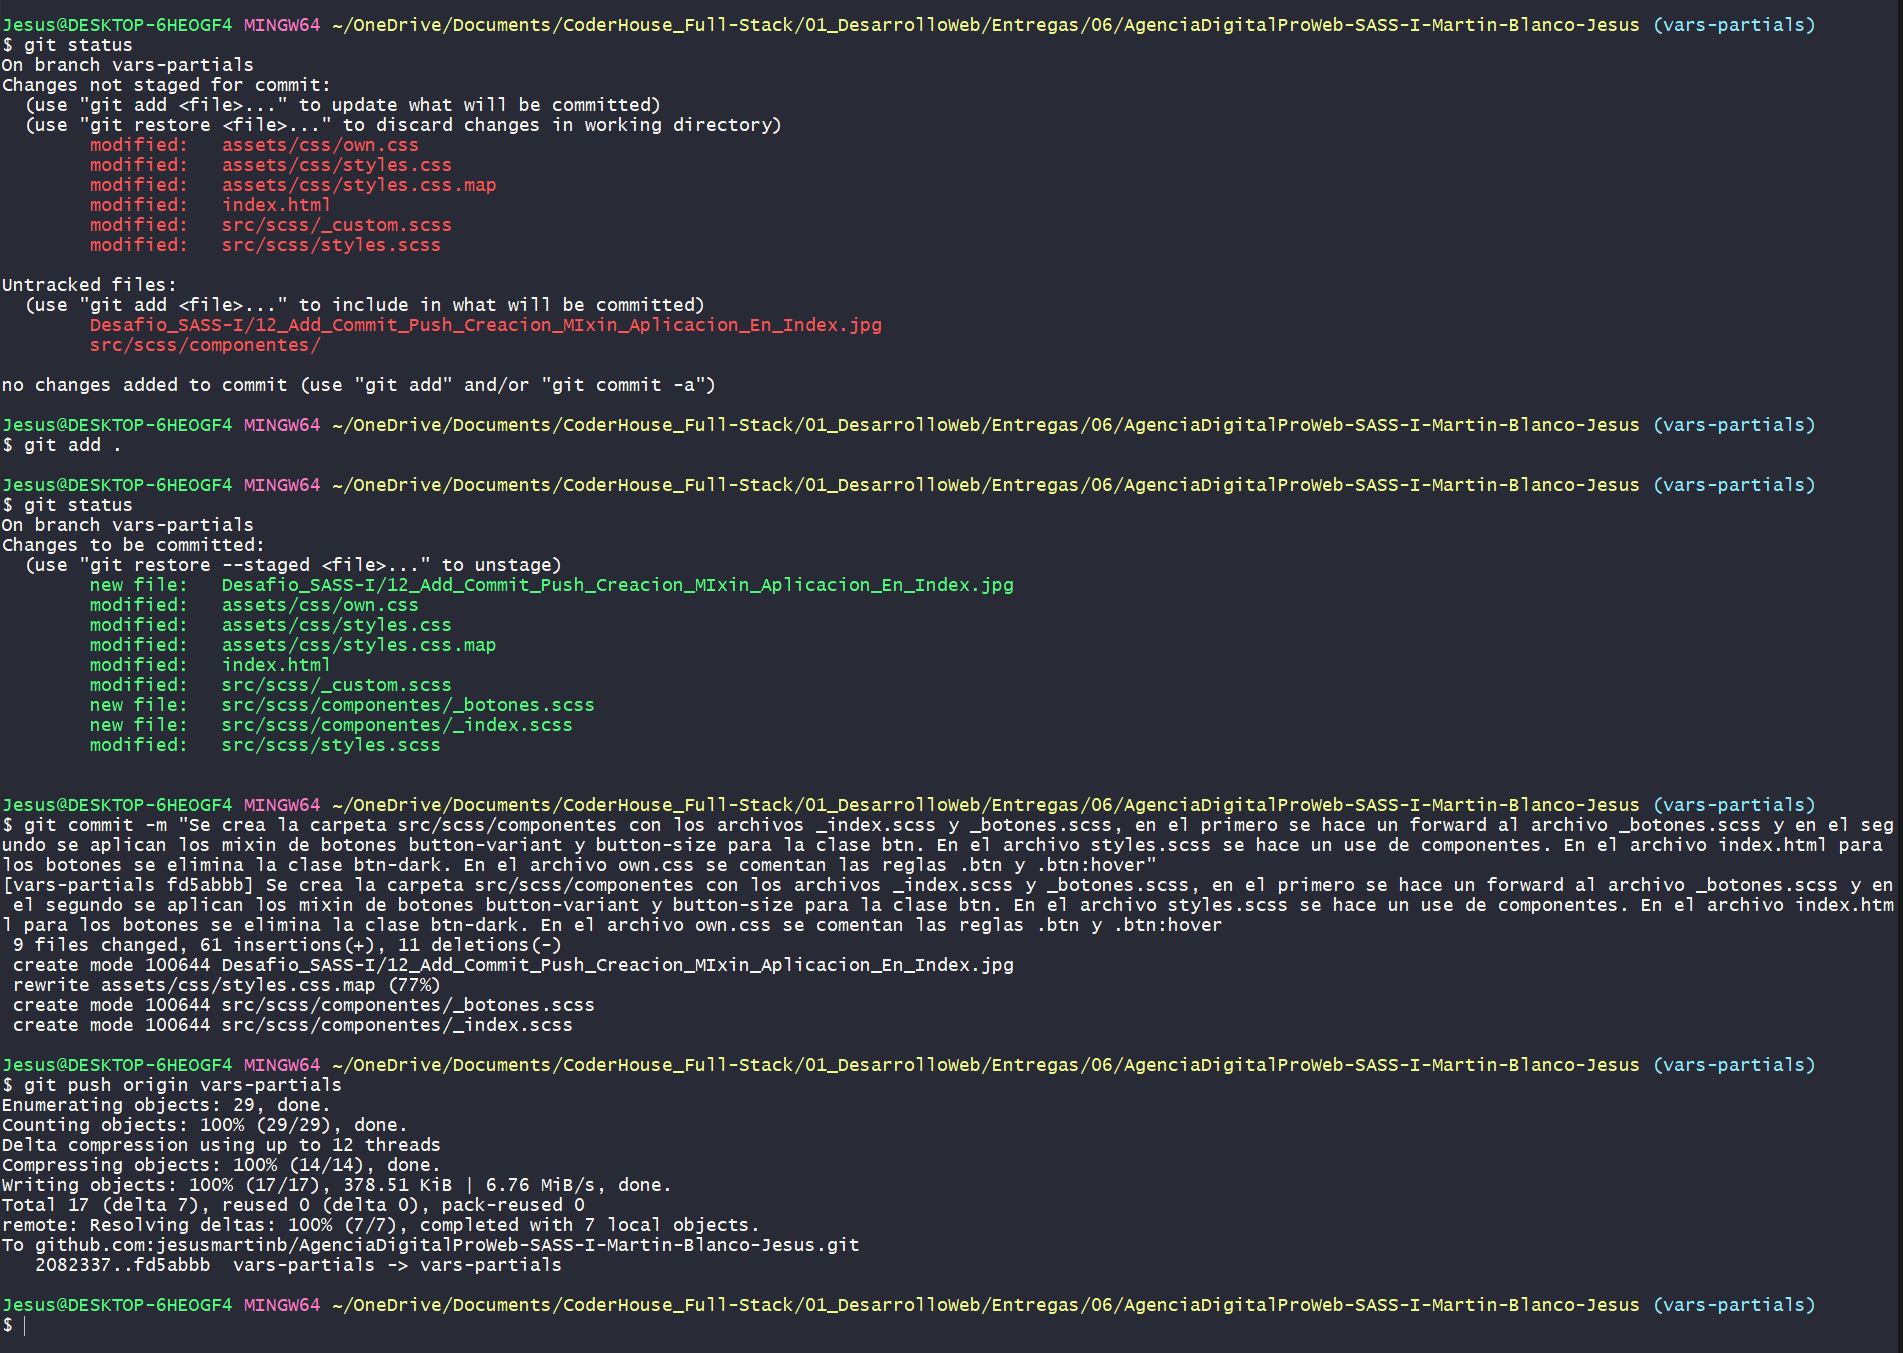 Jesus@DESKTOP-6HEOGF4 MINGW64 ~/OneDrive/Documents/CoderHouse_Full-Stack/01_DesarrolloWeb/Entregas/06/AgenciaDigitalProWeb-SASS-I-Martin-Blanco-Jesus (vars-partials)
$ git status
On branch vars-partials
Changes not staged for commit:
  (use "git add <file>..." to update what will be committed)
  (use "git restore <file>..." to discard changes in working directory)
        modified:   assets/css/own.css
        modified:   assets/css/styles.css
        modified:   assets/css/styles.css.map
        modified:   index.html
        modified:   src/scss/_custom.scss
        modified:   src/scss/styles.scss

Untracked files:
  (use "git add <file>..." to include in what will be committed)
        Desafio_SASS-I/12_Add_Commit_Push_Creacion_MIxin_Aplicacion_En_Index.jpg
        src/scss/componentes/

no changes added to commit (use "git add" and/or "git commit -a")

Jesus@DESKTOP-6HEOGF4 MINGW64 ~/OneDrive/Documents/CoderHouse_Full-Stack/01_DesarrolloWeb/Entregas/06/AgenciaDigitalProWeb-SASS-I-Martin-Blanco-Jesus (vars-partials)
$ git add .

Jesus@DESKTOP-6HEOGF4 MINGW64 ~/OneDrive/Documents/CoderHouse_Full-Stack/01_DesarrolloWeb/Entregas/06/AgenciaDigitalProWeb-SASS-I-Martin-Blanco-Jesus (vars-partials)
$ git status
On branch vars-partials
Changes to be committed:
  (use "git restore --staged <file>..." to unstage)
        new file:   Desafio_SASS-I/12_Add_Commit_Push_Creacion_MIxin_Aplicacion_En_Index.jpg
        modified:   assets/css/own.css
        modified:   assets/css/styles.css
        modified:   assets/css/styles.css.map
        modified:   index.html
        modified:   src/scss/_custom.scss
        new file:   src/scss/componentes/_botones.scss
        new file:   src/scss/componentes/_index.scss
        modified:   src/scss/styles.scss

Jesus@DESKTOP-6HEOGF4 MINGW64 ~/OneDrive/Documents/CoderHouse_Full-Stack/01_DesarrolloWeb/Entregas/06/AgenciaDigitalProWeb-SASS-I-Martin-Blanco-Jesus (vars-partials)
$ git commit -m "Se crea la carpeta src/scss/componentes con los archivos _index.scss y _botones.scss, en el primero se hace un forward al archivo _botones.scss y en el seg
undo se aplican los mixin de botones button-variant y button-size para la clase btn. En el archivo styles.scss se hace un use de componentes. En el archivo index.html para
los botones se elimina la clase btn-dark. En el archivo own.css se comentan las reglas .btn y .btn:hover"
[vars-partials fd5abbb] Se crea la carpeta src/scss/componentes con los archivos _index.scss y _botones.scss, en el primero se hace un forward al archivo _botones.scss y en
 el segundo se aplican los mixin de botones button-variant y button-size para la clase btn. En el archivo styles.scss se hace un use de componentes. En el archivo index.htm
l para los botones se elimina la clase btn-dark. En el archivo own.css se comentan las reglas .btn y .btn:hover
 9 files changed, 61 insertions(+), 11 deletions(-)
 create mode 100644 Desafio_SASS-I/12_Add_Commit_Push_Creacion_MIxin_Aplicacion_En_Index.jpg
 rewrite assets/css/styles.css.map (77%)
 create mode 100644 src/scss/componentes/_botones.scss
 create mode 100644 src/scss/componentes/_index.scss

Jesus@DESKTOP-6HEOGF4 MINGW64 ~/OneDrive/Documents/CoderHouse_Full-Stack/01_DesarrolloWeb/Entregas/06/AgenciaDigitalProWeb-SASS-I-Martin-Blanco-Jesus (vars-partials)
$ git push origin vars-partials
Enumerating objects: 29, done.
Counting objects: 100% (29/29), done.
Delta compression using up to 12 threads
Compressing objects: 100% (14/14), done.
Writing objects: 100% (17/17), 378.51 KiB | 6.76 MiB/s, done.
Total 17 (delta 7), reused 0 (delta 0), pack-reused 0
remote: Resolving deltas: 100% (7/7), completed with 7 local objects.
To github.com:jesusmartinb/AgenciaDigitalProWeb-SASS-I-Martin-Blanco-Jesus.git
   2082337..fd5abbb  vars-partials -> vars-partials

Jesus@DESKTOP-6HEOGF4 MINGW64 ~/OneDrive/Documents/CoderHouse_Full-Stack/01_DesarrolloWeb/Entregas/06/AgenciaDigitalProWeb-SASS-I-Martin-Blanco-Jesus (vars-partials)
$